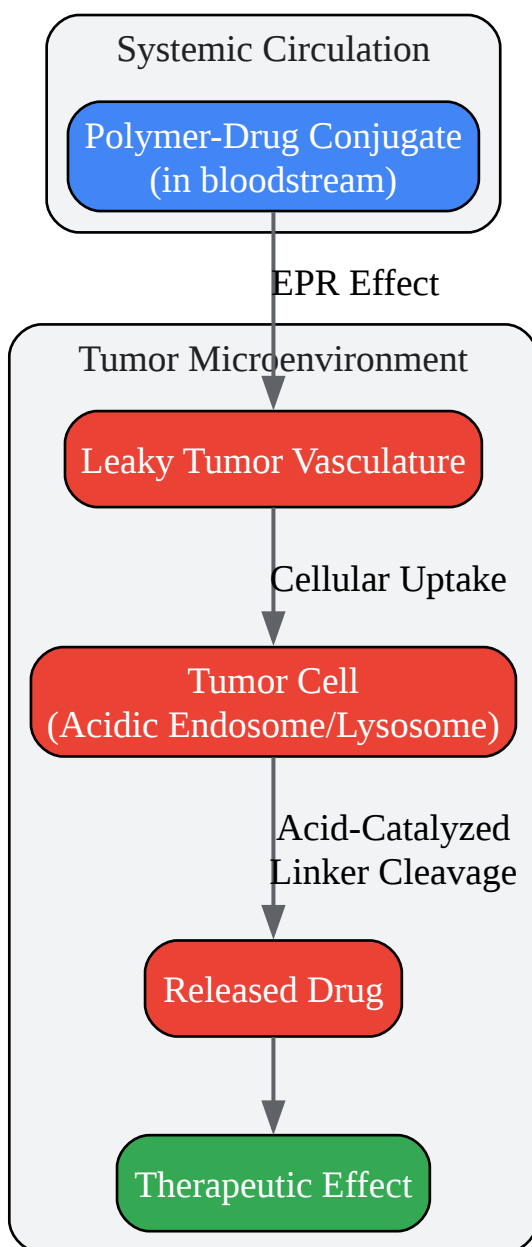 Systemic Circulation
Polymer-Drug Conjugate
(in bloodstream)
EPR Effect
Tumor Microenvironment
Leaky Tumor Vasculature
Cellular Uptake
Tumor Cell
(Acidic Endosome/Lysosome)
Acid-Catalyzed
Linker Cleavage
Released Drug
Therapeutic Effect